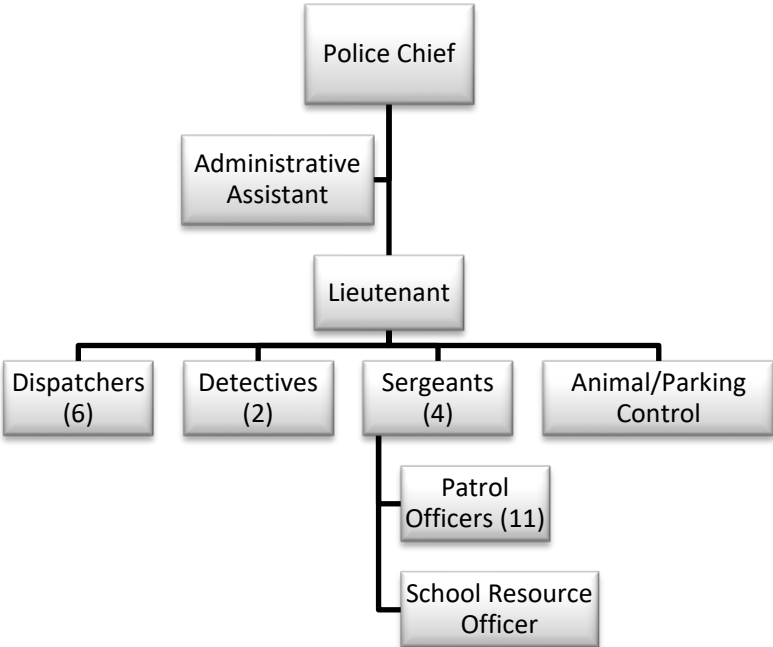 Police Chief
Administrative
Assistant
Lieutenant
Dispatchers
(6)
Detectives
(2)
Sergeants
(4)
Animal/Parking
Control
Patrol
Officers (11)
School Resource
Officer